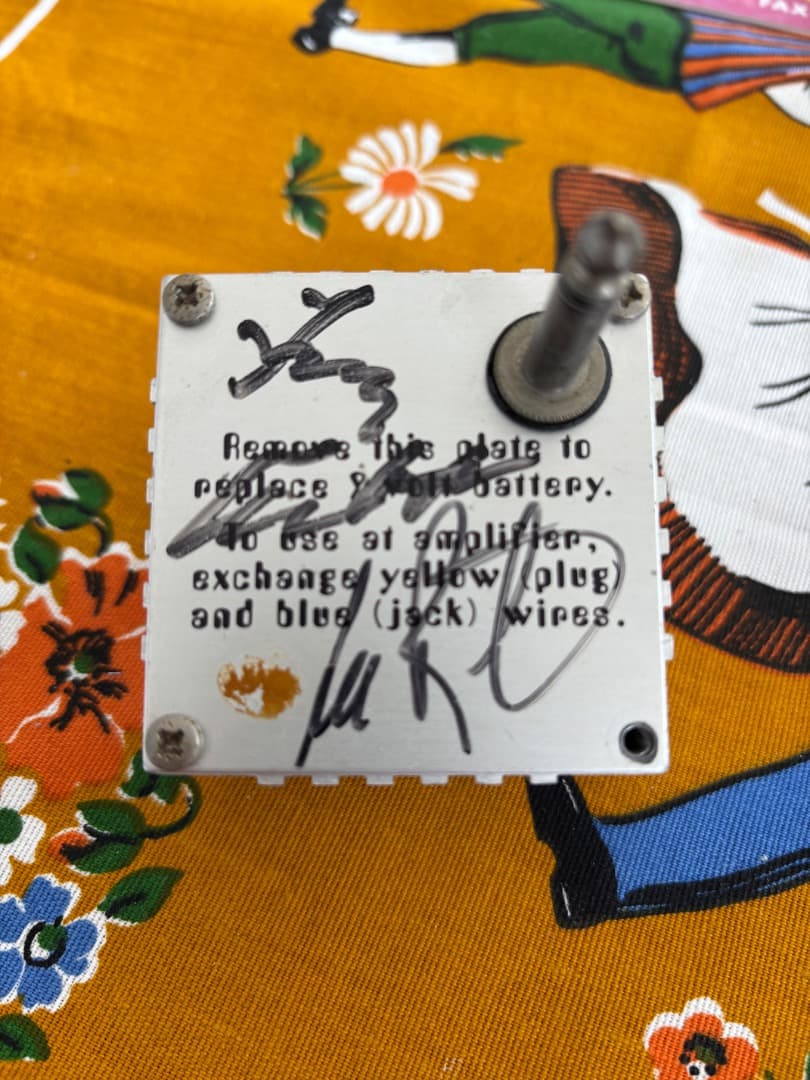 FAX
Remove this plate to
replace 9 volt battery.
To use at amplifier,
exchange yellow (plug)
and blue (jack) wires.